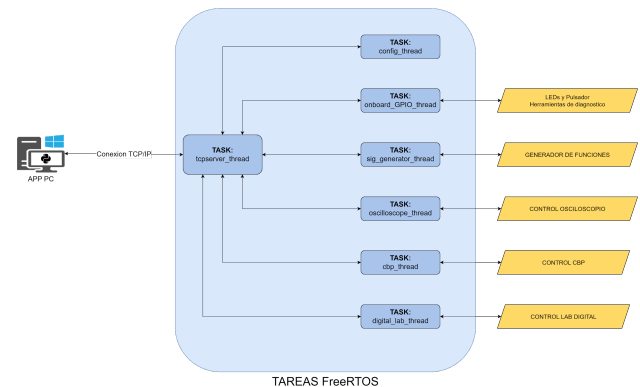 TASK:
config_thread
TASK:
onboard_GPIO_thread
LEDs y Pulsador
Herramientas de diagnostico
APP PC
Conexion TCP/IP
TASK:
tcpserver_thread
TASK:
sig_generator_thread
GENERADOR DE FUNCIONES
TASK:
oscilloscope_thread
CONTROL OSCILOSCOPIO
TASK:
cbp_thread
CONTROL CBP
TASK:
digital_lab_thread
CONTROL LAB DIGITAL
TAREAS FreeRTOS